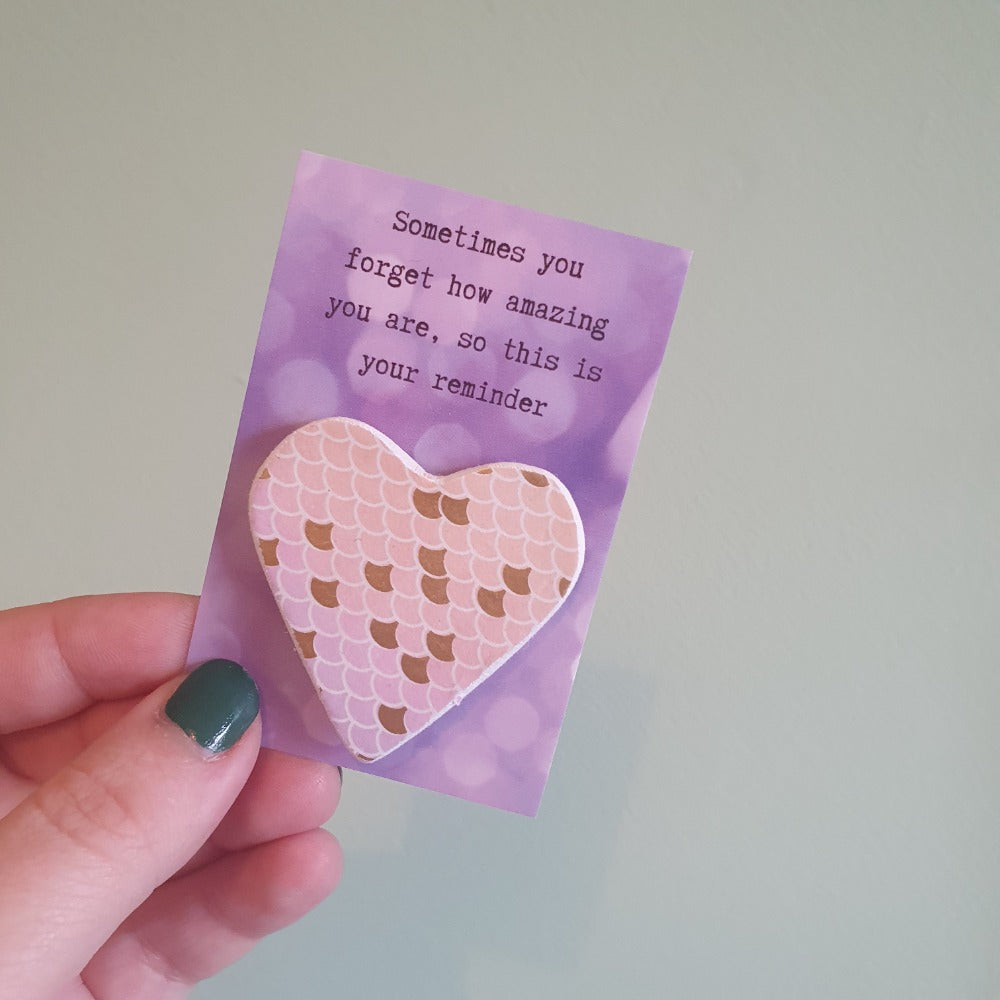 Sometimes you
forget how amazing
you are, so this is
your reminder